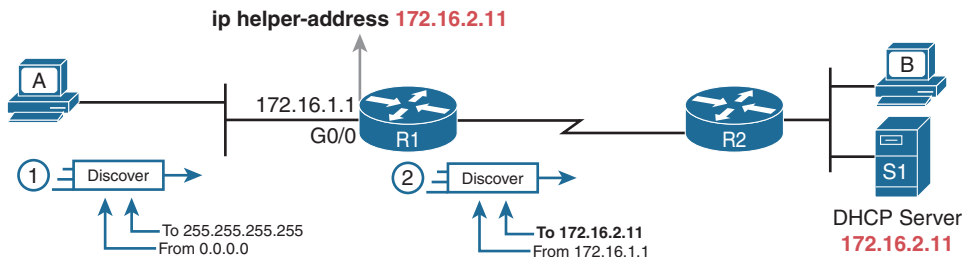 ip helper-address 172.16.2.11
A
172.16.1.1
G0/0
R1
R2
B
S1
1
Discover
2
Discover
To 255.255.255.255
From 0.0.0.0
To 172.16.2.11
From 172.16.1.1
DHCP Server
172.16.2.11